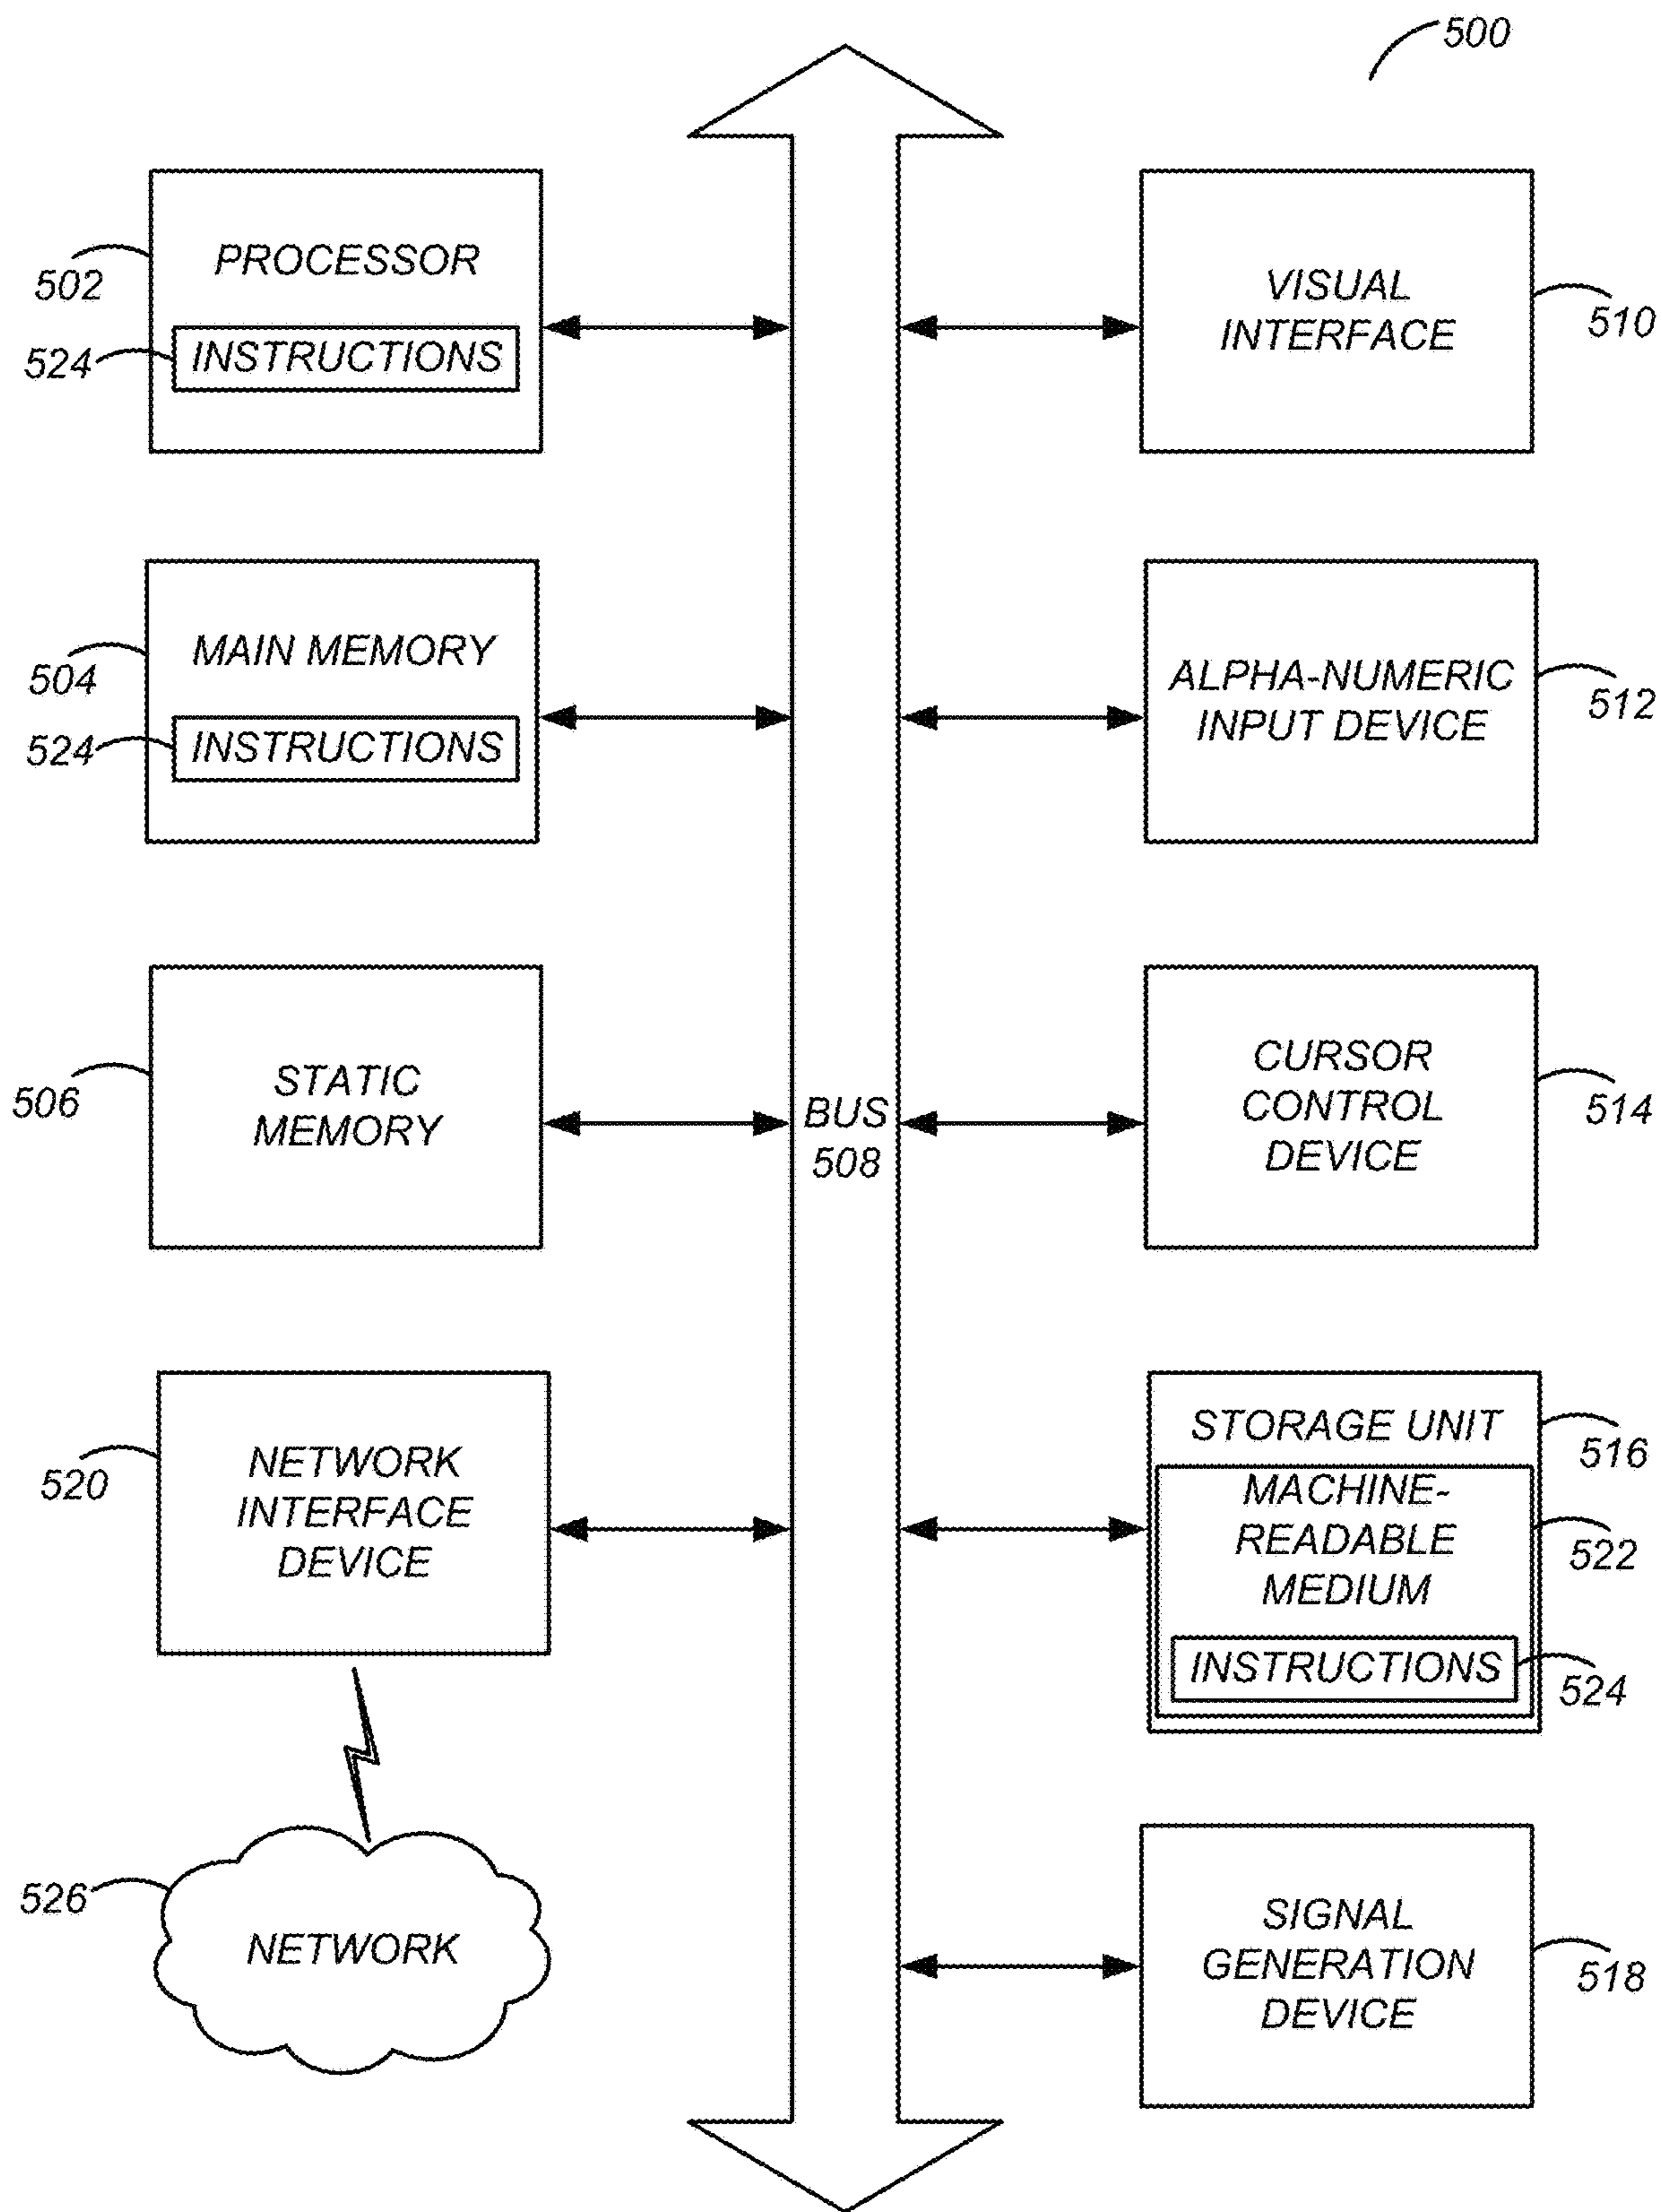 500
PROCESSOR
502
524
INSTRUCTIONS
VISUAL
INTERFACE
510
MAIN MEMORY
504
524
INSTRUCTIONS
ALPHA-NUMERIC
INPUT DEVICE
512
STATIC
MEMORY
506
BUS
508
CURSOR
CONTROL
DEVICE
514
NETWORK
INTERFACE
DEVICE
520
STORAGE UNIT
516
MACHINE-
READABLE
MEDIUM
522
INSTRUCTIONS
524
526
NETWORK
SIGNAL
GENERATION
DEVICE
518